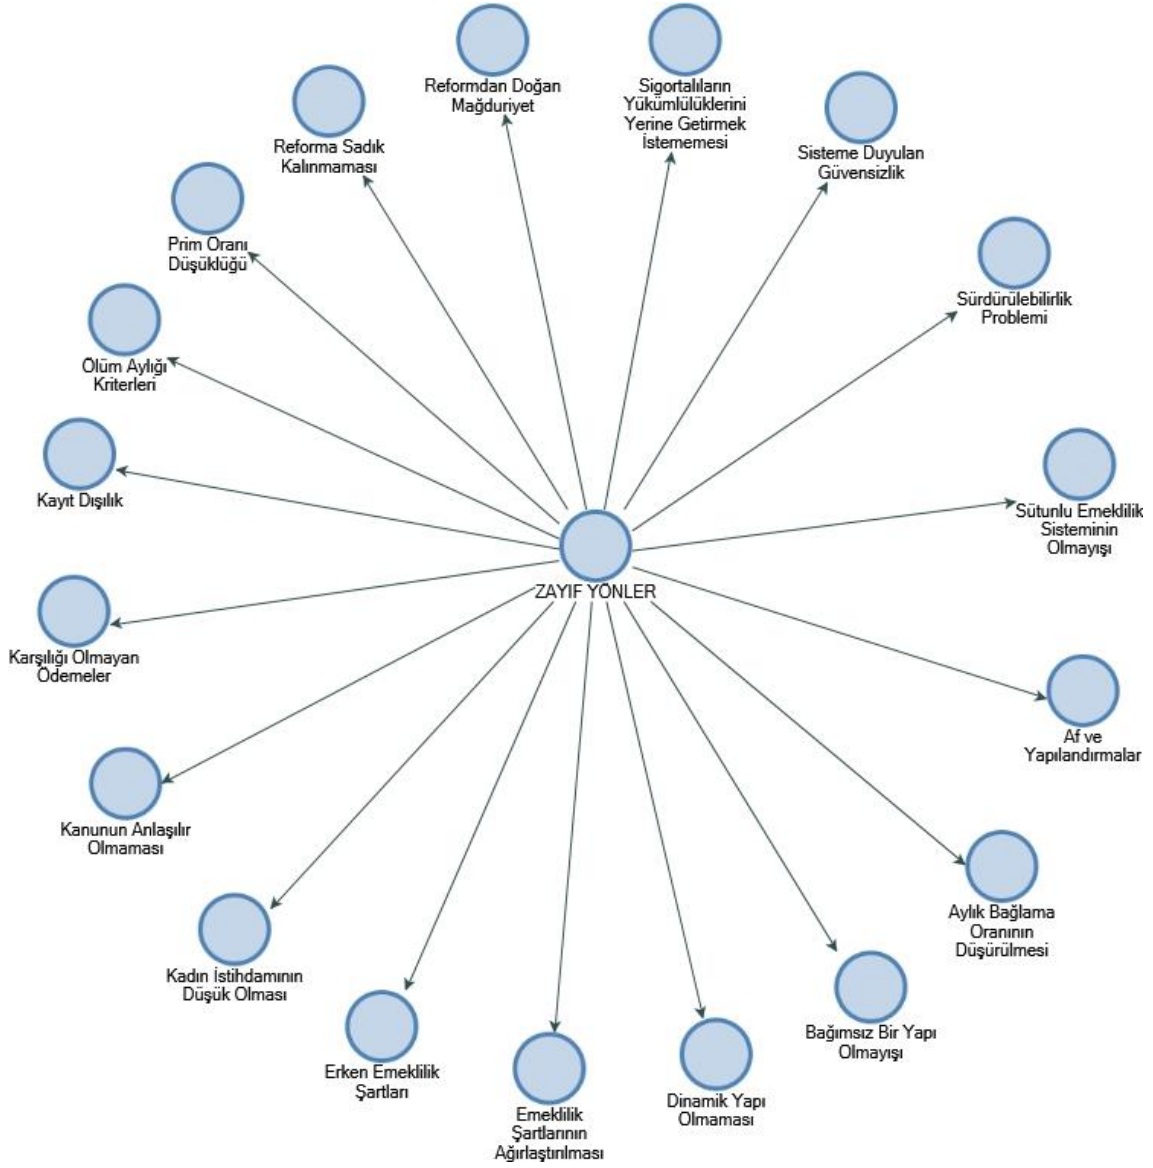 Reformdan Doğan
Mağduriyet
Sigortalıların
Yükümlülüklerini
Yerine Getirmek
İstememesi
Reforma Sadık
Kalınmaması
Sisteme Duyulan
Güvensizlik
Prim Oranı
Düşüklüğü
Sürdürülebilirlik
Problemi
Ölüm Aylığı
Kriterleri
Kayıt Dışılık
Sütunlu Emeklilik
Sisteminin
Olmayışı
ZAYIF YÖNLER
Karşılığı Olmayan
Ödemeler
Af ve
Yapılandırmalar
Kanunun Anlaşılır
Olmaması
Aylık Bağlama
Oranının
Düşürülmesi
Kadın İstihdamının
Düşük Olması
Bağımsız Bir Yapı
Olmayışı
Erken Emeklilik
Şartları
Dinamik Yapı
Olmaması
Emeklilik
Şartlarının
Ağırlaştırılması